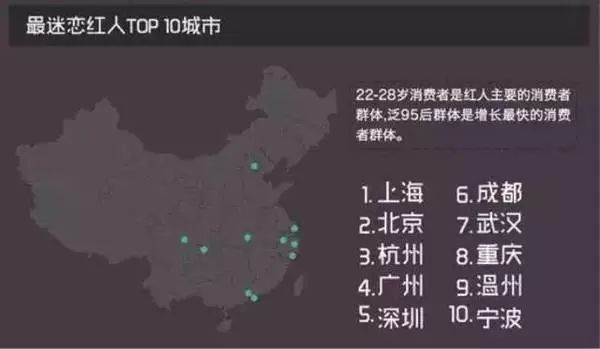 最迷恋红人TOP 10城市
22-28岁消费者是红人主要的消费者
群体,泛95后群体是增长最快的消费
者群体。
1.上海
2.北京
3.杭州
4.广州
5.深圳
6.成都
7.武汉
8.重庆
9.温州
10.宁波